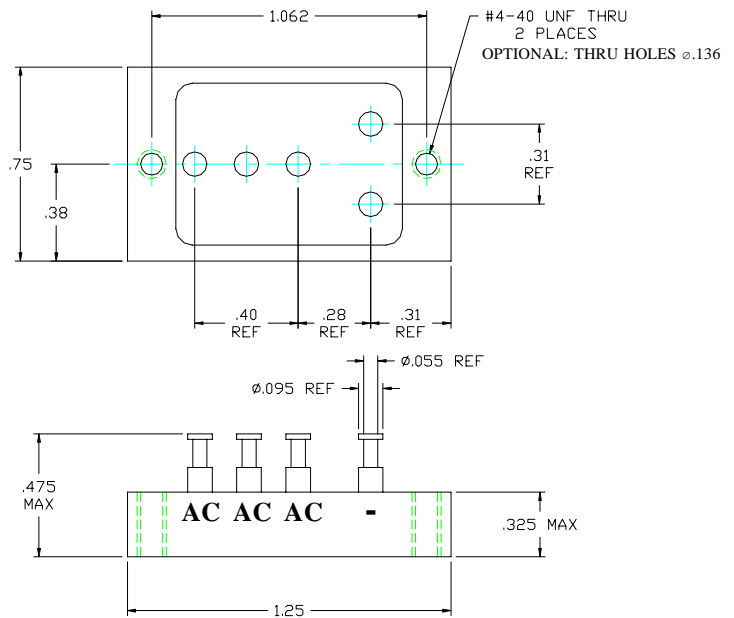 1.062
#4-40 UNF THRU
2 PLACES
OPTIONAL: THRU HOLES ⌀.136
.75
.38
.31
REF
.40
REF
.28
REF
.31
REF
Ø.055 REF
Ø.095 REF
.475
MAX
AC AC AC -
.325 MAX
1.25